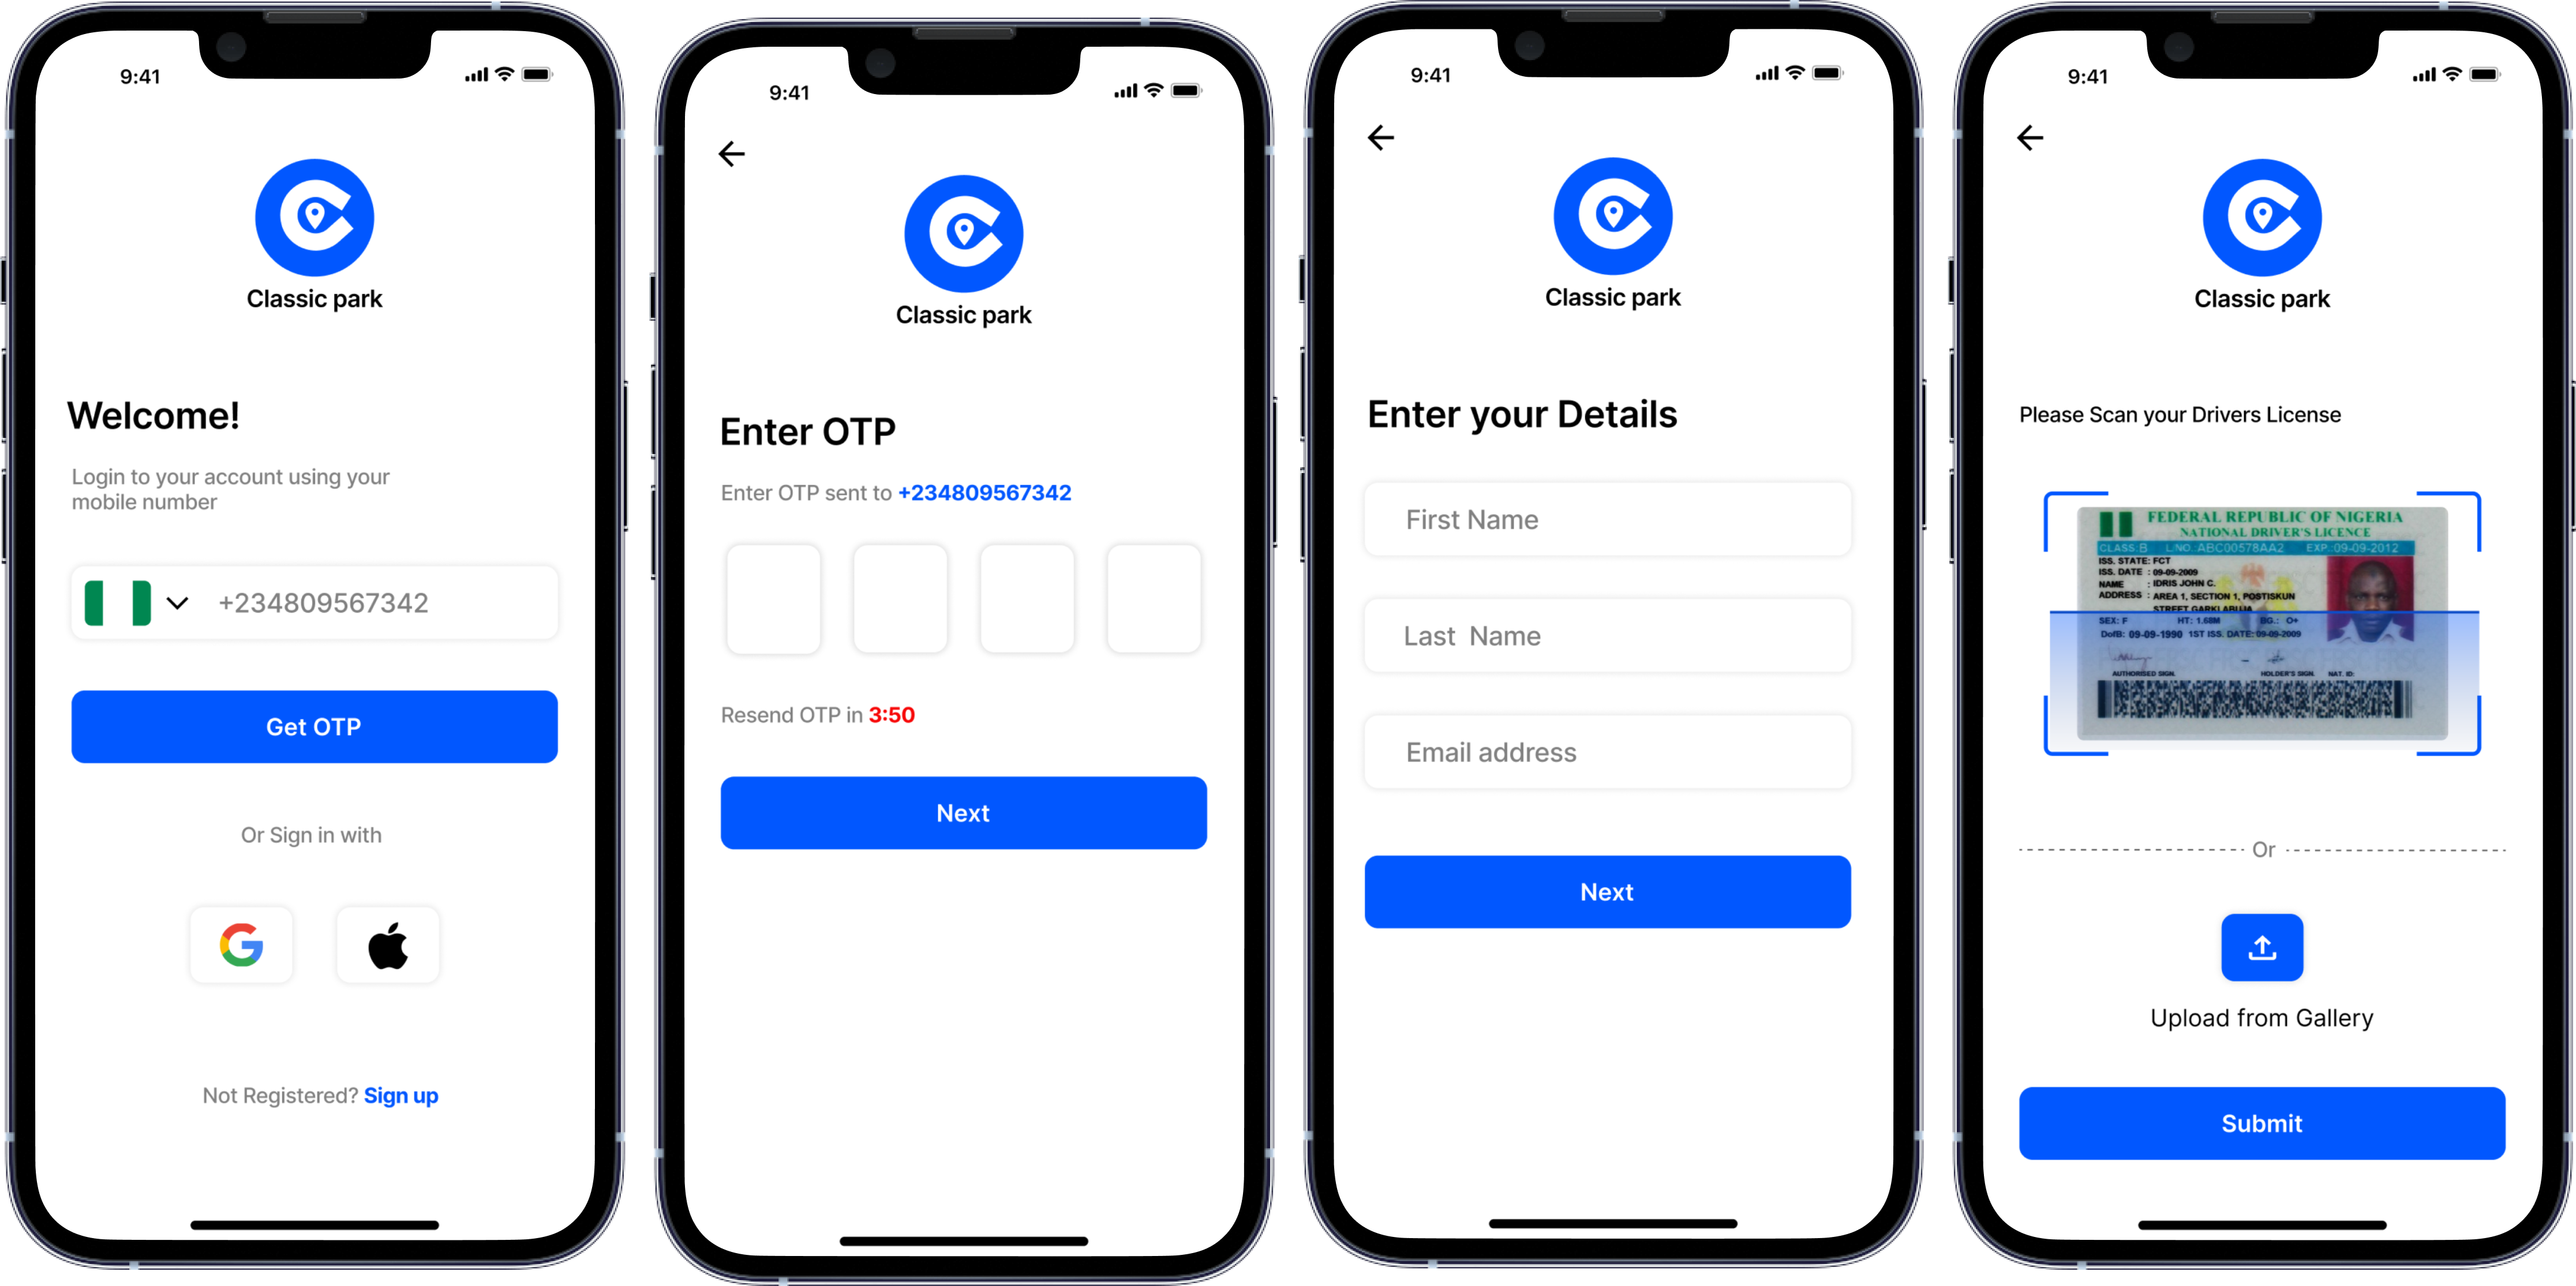 9:41
Classic park
Welcome!
Login to your account using your
mobile number
+234809567342
Get OTP
Or Sign in with
Not Registered? Sign up
9:41
Classic park
Enter OTP
Enter OTP sent to +234809567342
Resend OTP in 3:50
Next
9:41
Classic park
Enter your Details
First Name
Last Name
Email address
Next
9:41
Classic park
Please Scan your Drivers License
FEDERAL REPUBLIC OF NIGERIA
NATIONAL DRIVER'S LICENCE
CLASS:B L/NO.:ABC00578AA2 EXP.:09-09-2012
ISS. STATE: FCT
ISS. DATE : 09-09-2009
NAME : IDRIS JOHN C.
ADDRESS : AREA 1, SECTION 1, POSTISKUN
STREET GARKI ABUJA
SEX: F HT: 1.68M BG.: O+
DofB: 09-09-1990 1ST ISS. DATE: 09-09-2009
AUTHORISED SIGN. HOLDER'S SIGN. NAT. ID:
Or
Upload from Gallery
Submit